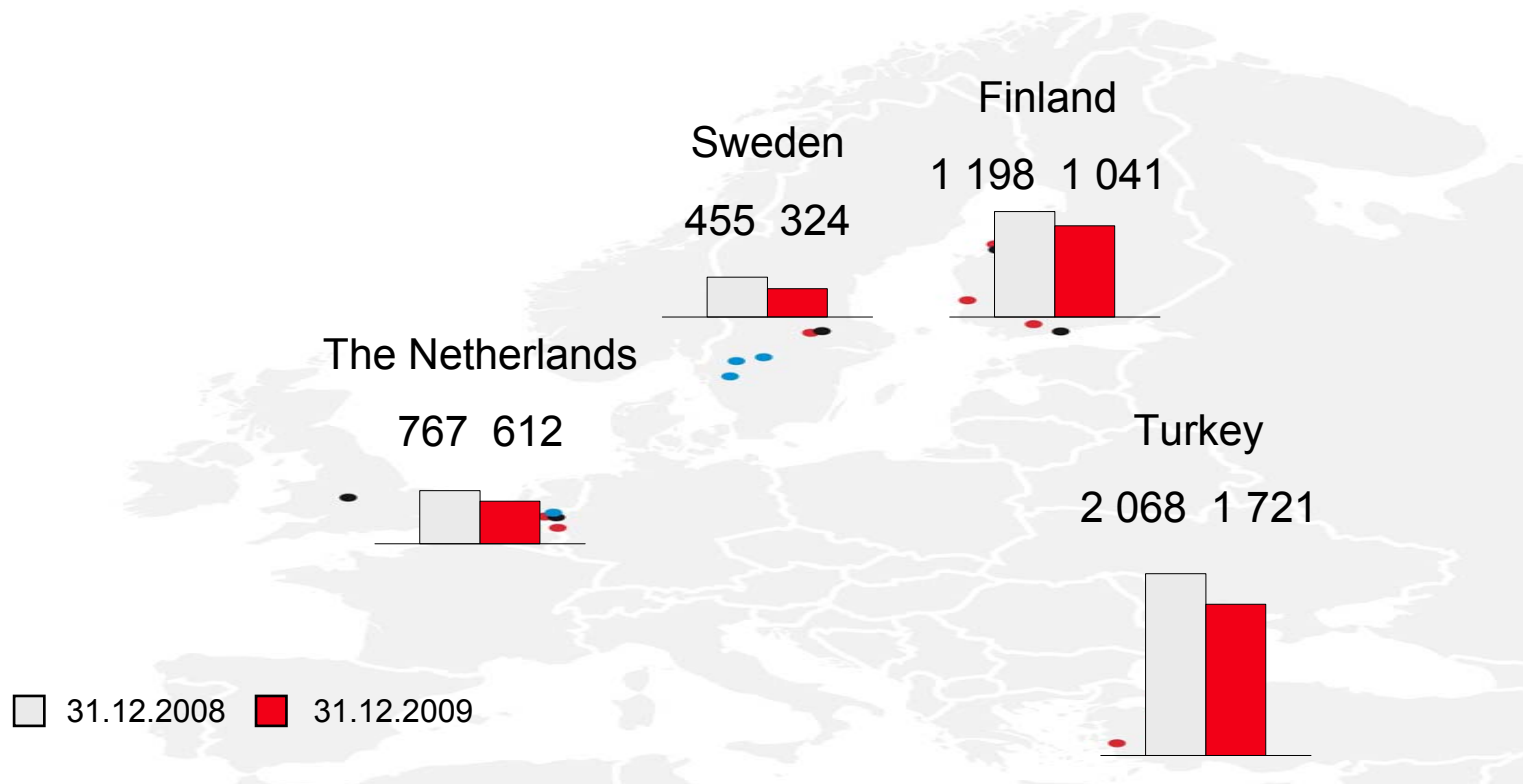 Finland
1 198 1 041
Sweden
455 324
The Netherlands
767 612
Turkey
2 068 1 721
31.12.2008 31.12.2009